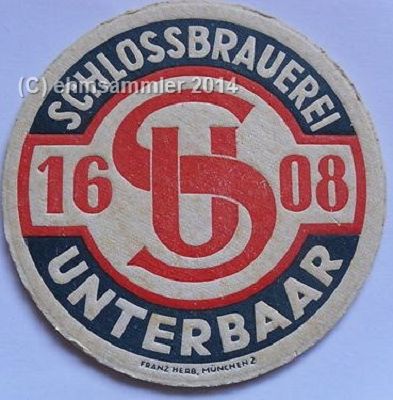 (C) ehmsammler 2014
SCHLOSSBRAUEREI
16 SU 08
UNTERBAAR
FRANZ HERB, MÜNCHEN 2